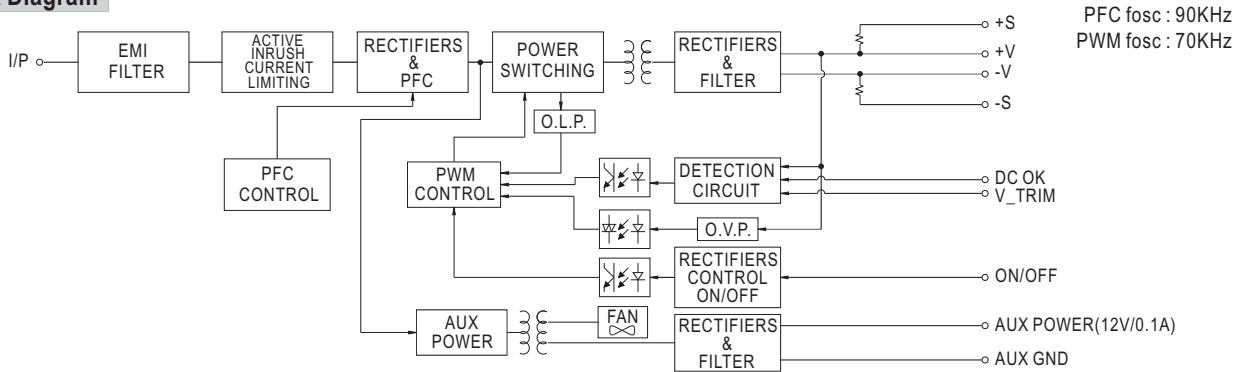 Diagram
PFC fosc : 90KHz
PWM fosc : 70KHz
I/P
EMI
FILTER
ACTIVE
INRUSH
CURRENT
LIMITING
RECTIFIERS
&
PFC
POWER
SWITCHING
RECTIFIERS
&
FILTER
+S
+V
-V
-S
O.L.P.
PFC
CONTROL
PWM
CONTROL
DETECTION
CIRCUIT
DC OK
V_TRIM
O.V.P.
RECTIFIERS
CONTROL
ON/OFF
ON/OFF
AUX
POWER
FAN
RECTIFIERS
&
FILTER
AUX POWER(12V/0.1A)
AUX GND